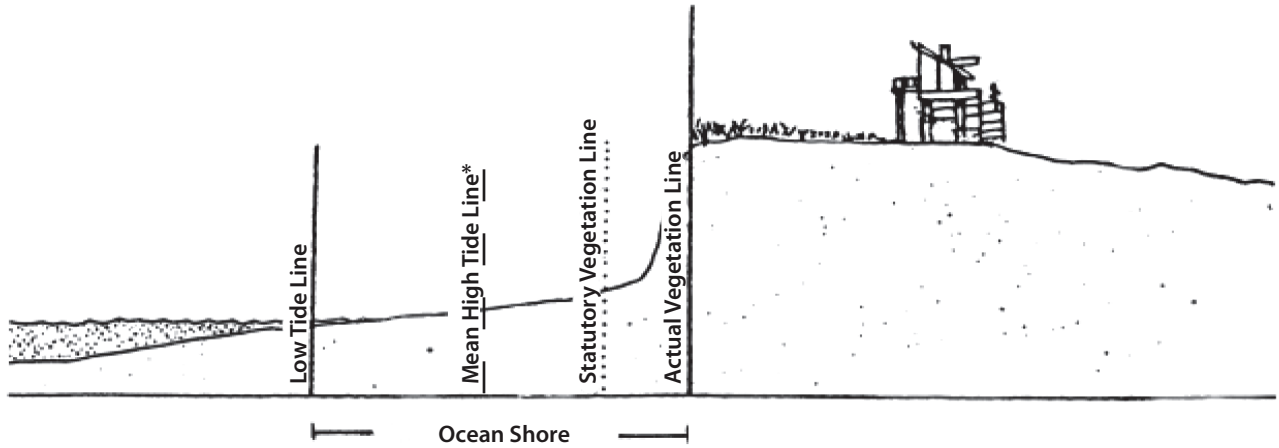 Low Tide Line
Mean High Tide Line*
Statutory Vegetation Line
Actual Vegetation Line
Ocean Shore